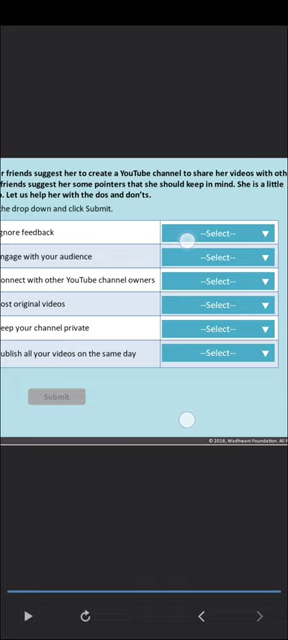 r friends suggest her to create a YouTube channel to share her videos with oth
friends suggest her some pointers that she should keep in mind. She is a little
. Let us help her with the dos and don'ts.
the drop down and click Submit.
gnore feedback --Select--
ngage with your audience --Select--
onnect with other YouTube channel owners --Select--
ost original videos --Select--
eep your channel private --Select--
ublish all your videos on the same day --Select--
Submit
© 2018, Wadhwani Foundation. All